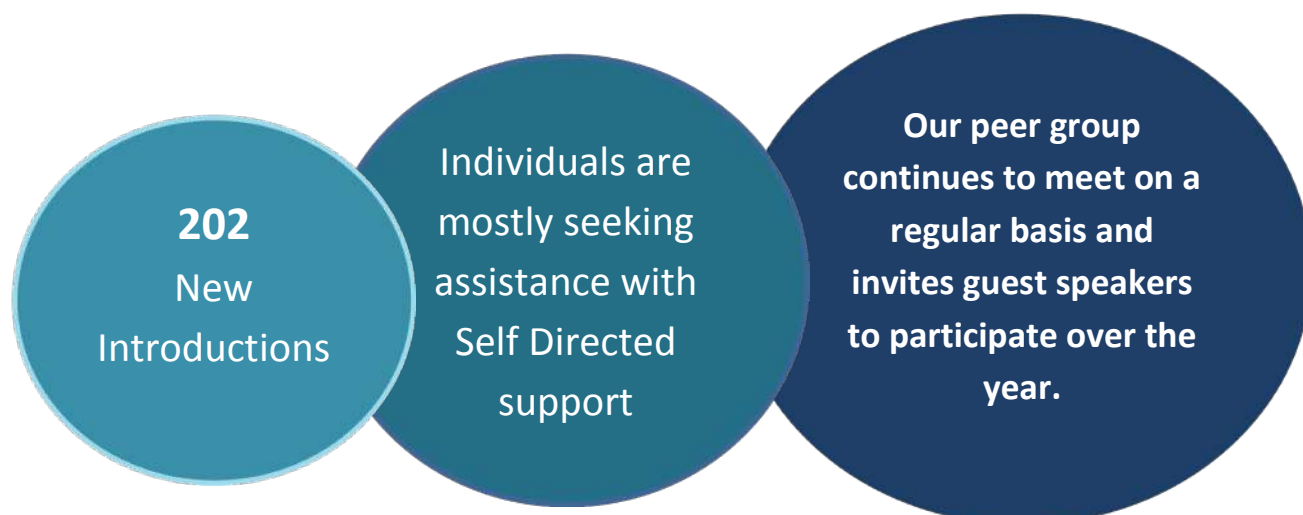 202
New
Introductions
Individuals are
mostly seeking
assistance with
Self Directed
support
Our peer group
continues to meet on a
regular basis and
invites guest speakers
to participate over the
year.